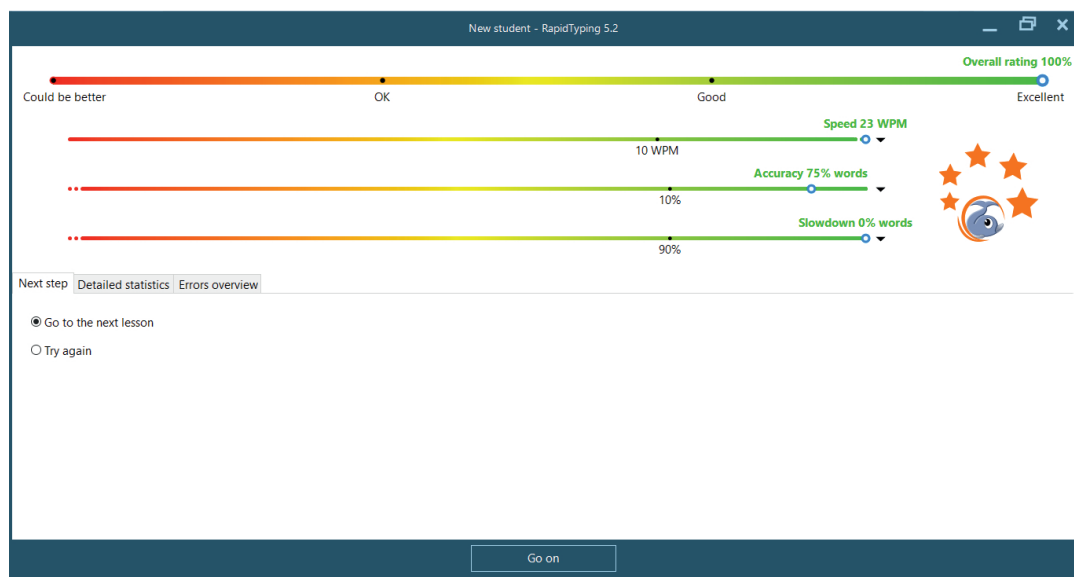 New student - RapidTyping 5.2
Overall rating 100%
Could be better OK Good Excellent
Speed 23 WPM
10 WPM
Accuracy 75% words
10%
Slowdown 0% words
90%
Next step Detailed statistics Errors overview
Go to the next lesson
Try again
Go on